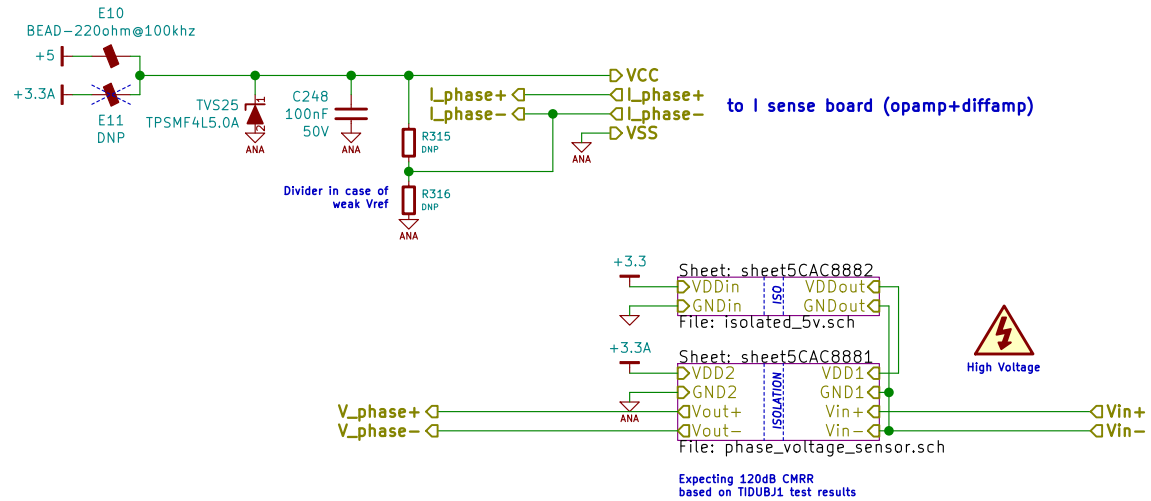 E10
BEAD-220ohm@100khz
+5
+3.3A
E11
DNP
TVS25
TPSMF4L5.0A
1
2
ANA
C248
100nF
50V
ANA
R315
DNP
R316
DNP
ANA
Divider in case of
weak Vref
VCC
I_phase+
I_phase+
I_phase-
I_phase-
VSS
ANA
to I sense board (opamp+diffamp)
+3.3
Sheet: sheet5CAC8882
VDDin
VDDout
GNDin
GNDout
ISO
File: isolated_5v.sch
High Voltage
+3.3A
Sheet: sheet5CAC8881
VDD2
VDD1
GND2
GND1
ANA
V_phase+
Vout+
Vin+
Vin+
V_phase-
Vout-
Vin-
Vin-
ISOLATION
File: phase_voltage_sensor.sch
Expecting 120dB CMRR
based on TIDUBJ1 test results